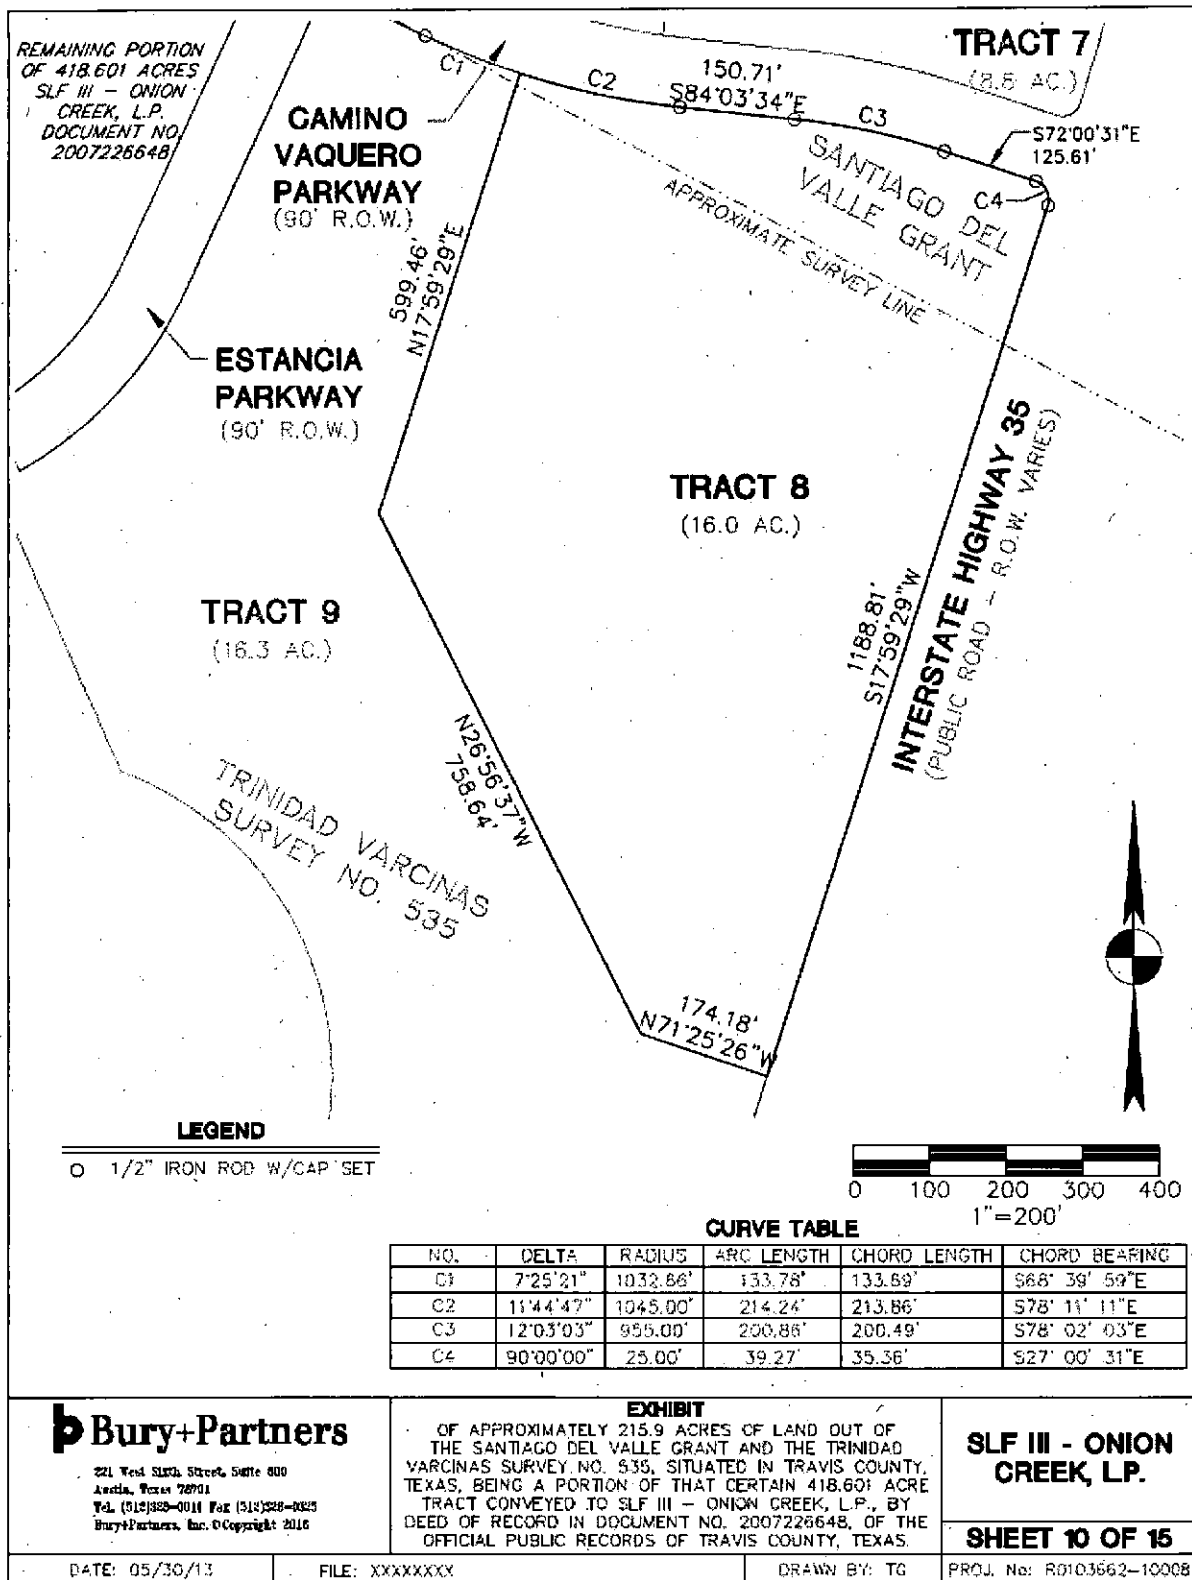 REMAINING PORTION
OF 418.601 ACRES
SLF III – ONION
CREEK, L.P.
DOCUMENT NO.
2007226648
C1
CAMINO
VAQUERO
PARKWAY
(90' R.O.W.)
C2
150.71'
S84°03'34"E
C3
TRACT 7
(8.8 AC.)
S72°00'31"E
125.61'
C4
SANTIAGO DEL
VALLE GRANT
APPROXIMATE SURVEY LINE
599.46'
N17°59'29"E
ESTANCIA
PARKWAY
(90' R.O.W.)
TRACT 8
(16.0 AC.)
INTERSTATE HIGHWAY 35
(PUBLIC ROAD – R.O.W. VARIES)
1188.81'
S17°59'29"W
TRACT 9
(16.3 AC.)
N26°56'37"W
758.64'
TRINIDAD VARCINAS
SURVEY NO. 535
174.18'
N71°25'26"W
LEGEND
O 1/2" IRON ROD W/CAP SET
0 100 200 300 400
1"=200'
CURVE TABLE
NO. DELTA RADIUS ARC LENGTH CHORD LENGTH CHORD BEARING
C1 7°25'21" 1032.86' 133.78' 133.69' S68° 39' 59"E
C2 11°44'47" 1045.00' 214.24' 213.86' S78° 11' 11"E
C3 12°03'03" 955.00' 200.86' 200.49' S78° 02' 03"E
C4 90°00'00" 25.00' 39.27' 35.36' S27° 00' 31"E
Bury+Partners
221 West Sixth Street, Suite 600
Austin, Texas 78701
Tel. (512)328-0011 Fax (512)328-0325
Bury+Partners, Inc. ©Copyright 2016
EXHIBIT
OF APPROXIMATELY 215.9 ACRES OF LAND OUT OF
THE SANTIAGO DEL VALLE GRANT AND THE TRINIDAD
VARCINAS SURVEY NO. 535, SITUATED IN TRAVIS COUNTY,
TEXAS, BEING A PORTION OF THAT CERTAIN 418.601 ACRE
TRACT CONVEYED TO SLF III – ONION CREEK, L.P., BY
DEED OF RECORD IN DOCUMENT NO. 2007226648, OF THE
OFFICIAL PUBLIC RECORDS OF TRAVIS COUNTY, TEXAS.
SLF III - ONION
CREEK, L.P.
SHEET 10 OF 15
DATE: 05/30/13 FILE: XXXXXXXX DRAWN BY: TG PROJ. No: R0103662-10008